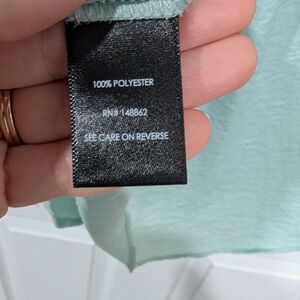 100% POLYESTER
RN# 148862
SEE CARE ON REVERSE